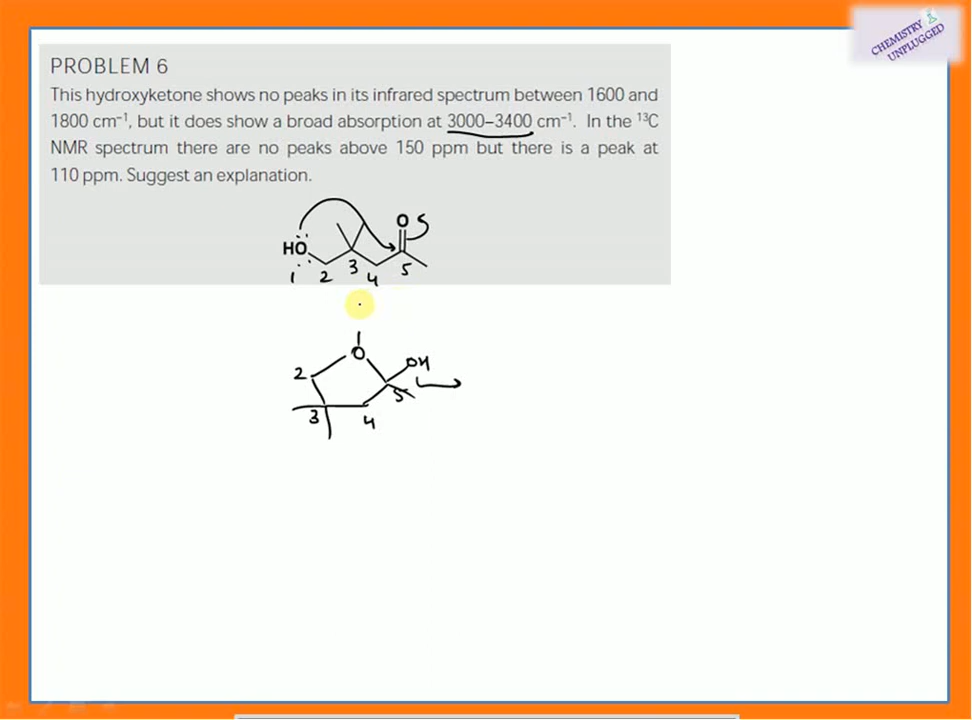 CHEMISTRY
UNPLUGGED
PROBLEM 6
This hydroxyketone shows no peaks in its infrared spectrum between 1600 and
1800 cm⁻¹, but it does show a broad absorption at 3000–3400 cm⁻¹. In the ¹³C
NMR spectrum there are no peaks above 150 ppm but there is a peak at
110 ppm. Suggest an explanation.
O
HO
1 2 3 4 5
O
OH
2
5
3 4